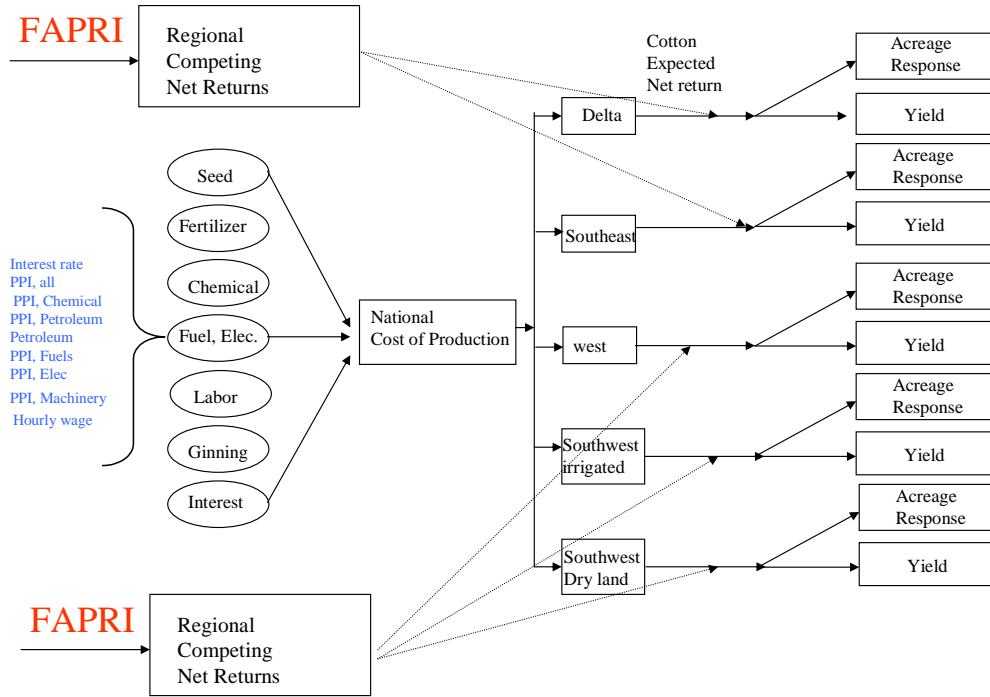 FAPRI
Regional
Competing
Net Returns
Cotton
Expected
Net return
Acreage
Response
Delta
Yield
Seed
Acreage
Response
Fertilizer
Southeast
Yield
Interest rate
PPI, all
PPI, Chemical
PPI, Petroleum
Petroleum
PPI, Fuels
PPI, Elec
PPI, Machinery
Hourly wage
Chemical
Fuel, Elec.
Labor
Ginning
Interest
National
Cost of Production
Acreage
Response
west
Yield
Acreage
Response
Southwest
irrigated
Yield
Acreage
Response
Southwest
Dry land
Yield
FAPRI
Regional
Competing
Net Returns